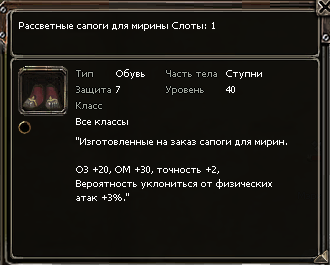 Рассветные сапоги для мирины Слоты: 1
Тип Обувь Часть тела Ступни
Защита 7 Уровень 40
Класс
Все классы
"Изготовленные на заказ сапоги для мирин.
ОЗ +20, ОМ +30, точность +2,
Вероятность уклониться от физических
атак +3%."